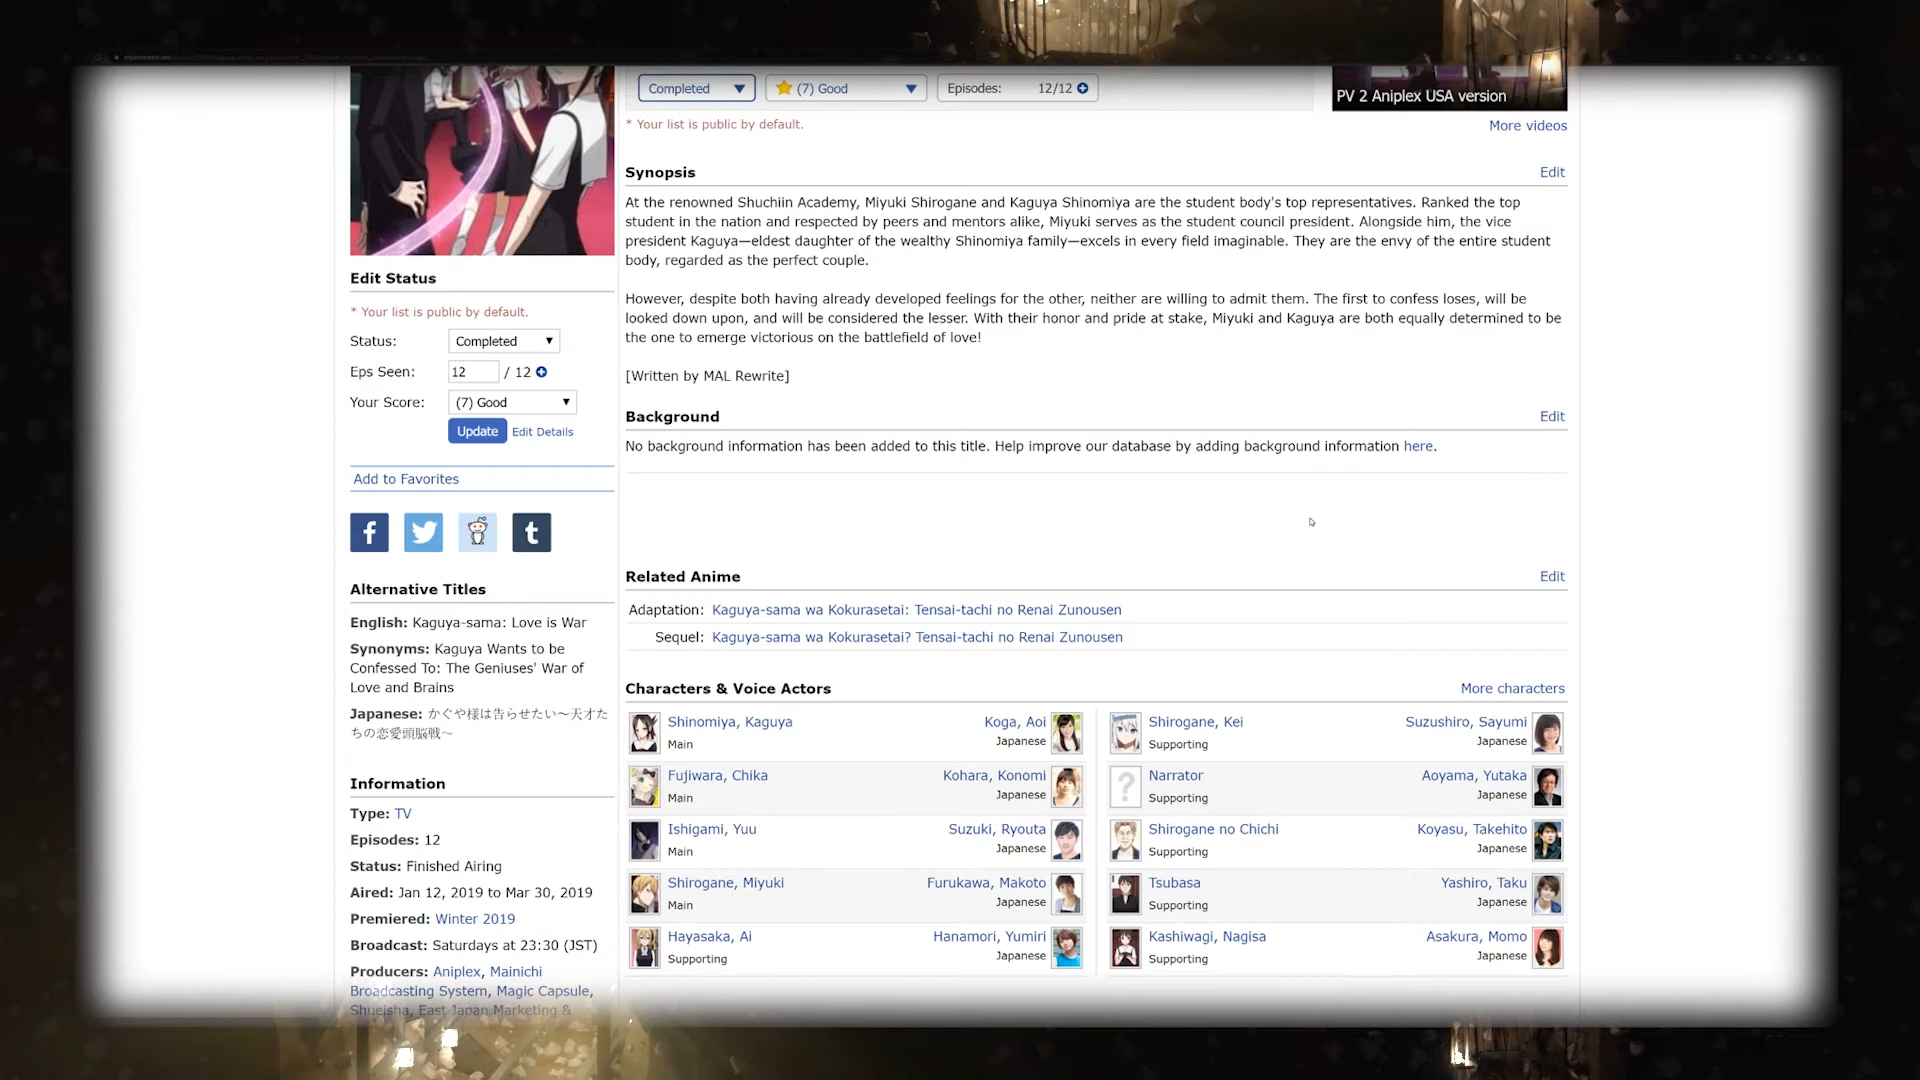 Completed
(7) Good
Episodes: 12/12
PV 2 Aniplex USA version
* Your list is public by default.
More videos
Synopsis
Edit
At the renowned Shuchiin Academy, Miyuki Shirogane and Kaguya Shinomiya are the student body's top representatives. Ranked the top
student in the nation and respected by peers and mentors alike, Miyuki serves as the student council president. Alongside him, the vice
president Kaguya—eldest daughter of the wealthy Shinomiya family—excels in every field imaginable. They are the envy of the entire student
body, regarded as the perfect couple.
However, despite both having already developed feelings for the other, neither are willing to admit them. The first to confess loses, will be
looked down upon, and will be considered the lesser. With their honor and pride at stake, Miyuki and Kaguya are both equally determined to be
the one to emerge victorious on the battlefield of love!
[Written by MAL Rewrite]
Background
Edit
No background information has been added to this title. Help improve our database by adding background information here.
Related Anime
Edit
Adaptation: Kaguya-sama wa Kokurasetai: Tensai-tachi no Renai Zunousen
Sequel: Kaguya-sama wa Kokurasetai? Tensai-tachi no Renai Zunousen
Characters & Voice Actors
More characters
Shinomiya, Kaguya
Main
Koga, Aoi
Japanese
Shirogane, Kei
Supporting
Suzushiro, Sayumi
Japanese
Fujiwara, Chika
Main
Kohara, Konomi
Japanese
Narrator
Supporting
Aoyama, Yutaka
Japanese
Ishigami, Yuu
Main
Suzuki, Ryouta
Japanese
Shirogane no Chichi
Supporting
Koyasu, Takehito
Japanese
Shirogane, Miyuki
Main
Furukawa, Makoto
Japanese
Tsubasa
Supporting
Yashiro, Taku
Japanese
Hayasaka, Ai
Supporting
Hanamori, Yumiri
Japanese
Kashiwagi, Nagisa
Supporting
Asakura, Momo
Japanese
Edit Status
* Your list is public by default.
Status: Completed
Eps Seen: 12 / 12
Your Score: (7) Good
Update Edit Details
Add to Favorites
Alternative Titles
English: Kaguya-sama: Love is War
Synonyms: Kaguya Wants to be
Confessed To: The Geniuses' War of
Love and Brains
Japanese: かぐや様は告らせたい～天才た
ちの恋愛頭脳戦～
Information
Type: TV
Episodes: 12
Status: Finished Airing
Aired: Jan 12, 2019 to Mar 30, 2019
Premiered: Winter 2019
Broadcast: Saturdays at 23:30 (JST)
Producers: Aniplex, Mainichi
Broadcasting System, Magic Capsule,
Shueisha, East Japan Marketing &